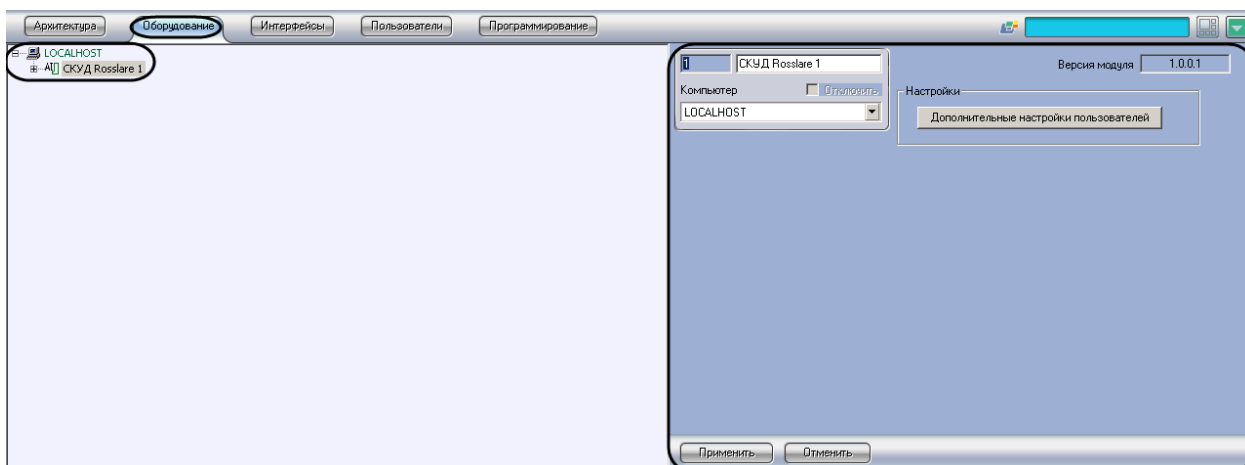 Архитектура Оборудование Интерфейсы Пользователи Программирование
LOCALHOST
СКУД Rosslare 1
1 СКУД Rosslare 1 Версия модуля 1.0.0.1
Компьютер Отключить Настройки
LOCALHOST Дополнительные настройки пользователей
Применить Отменить